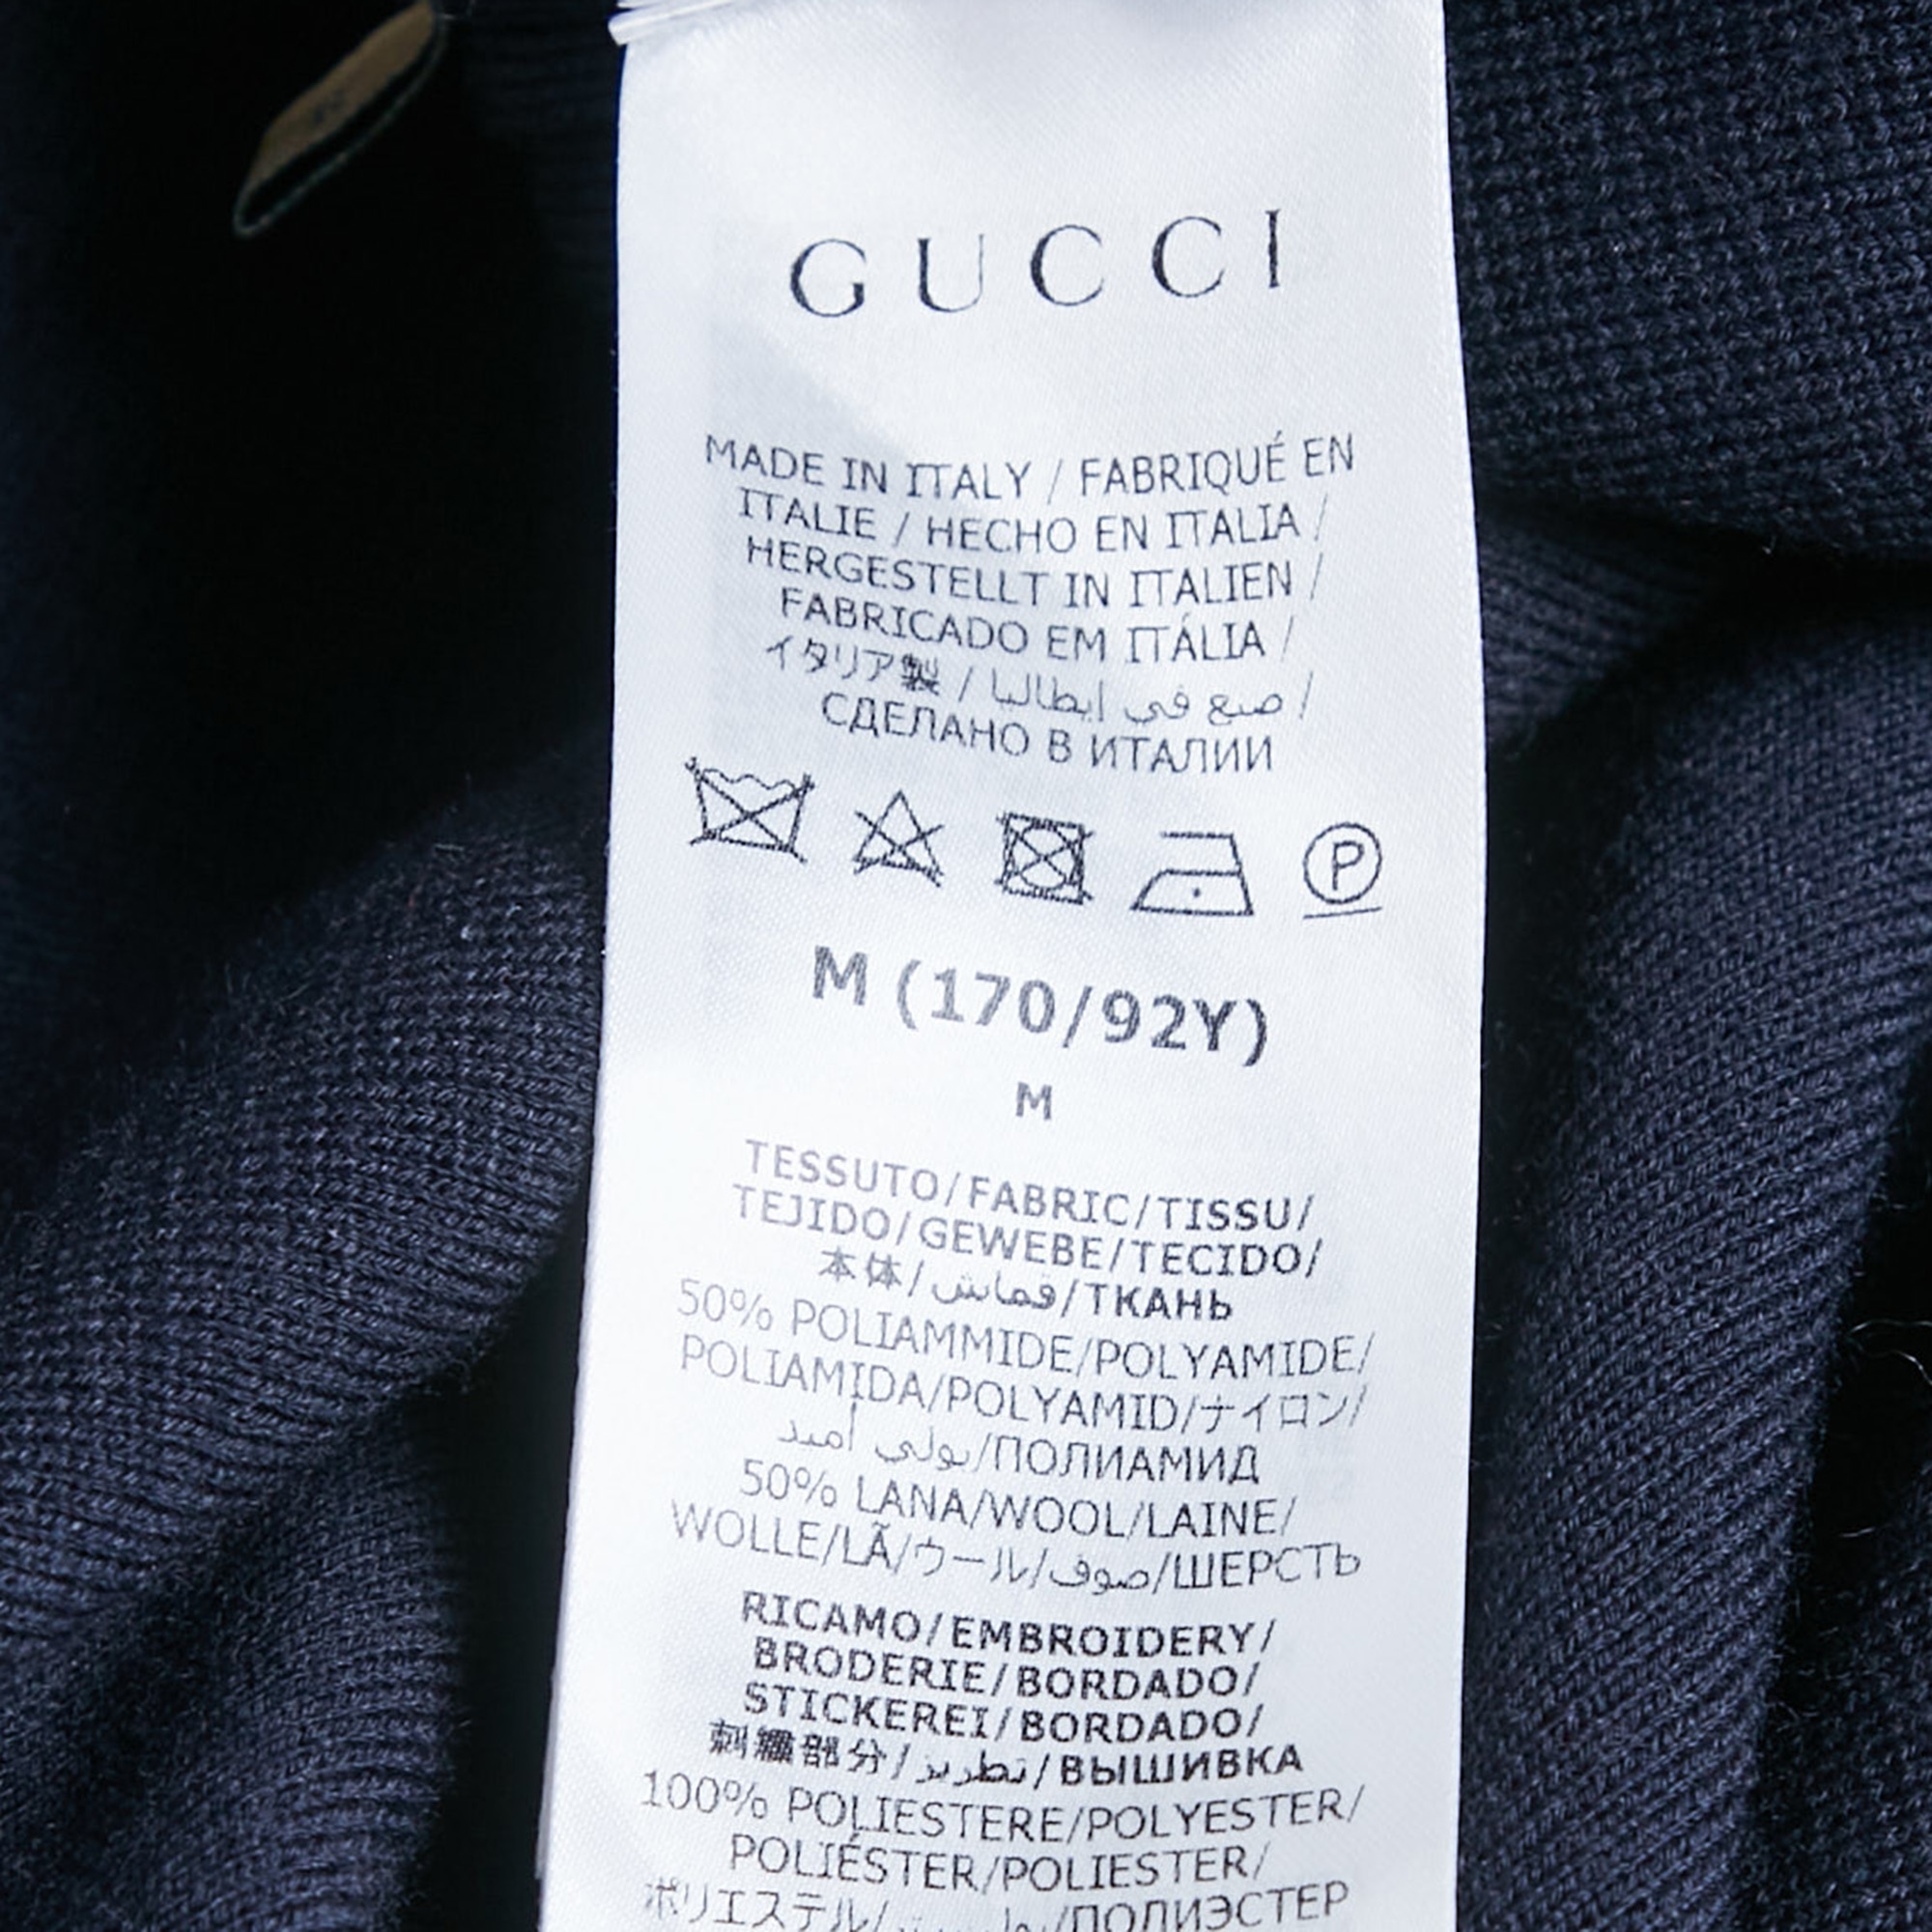 GUCCI
MADE IN ITALY / FABRIQUÉ EN
ITALIE / HECHO EN ITALIA /
HERGESTELLT IN ITALIEN /
FABRICADO EM ITÁLIA /
イタリア製 / صنع في ايطاليا /
СДЕЛАНО В ИТАЛИИ
P
M (170/92Y)
M
TESSUTO/FABRIC/TISSU/
TEJIDO/GEWEBE/TECIDO/
本体/قماش/ТКАНЬ
50% POLIAMMIDE/POLYAMIDE/
POLIAMIDA/POLYAMID/ナイロン/
بولي أميد/ПОЛИАМИД
50% LANA/WOOL/LAINE/
WOLLE/LÃ/ウール/صوف/ШЕРСТЬ
RICAMO/EMBROIDERY/
BRODERIE/BORDADO/
STICKEREI/BORDADO/
刺繍部分/تطريز/ВЫШИВКА
100% POLIESTERE/POLYESTER/
POLIÉSTER/POLIESTER/
ポリエステル/ /ПОЛИЭСТЕР